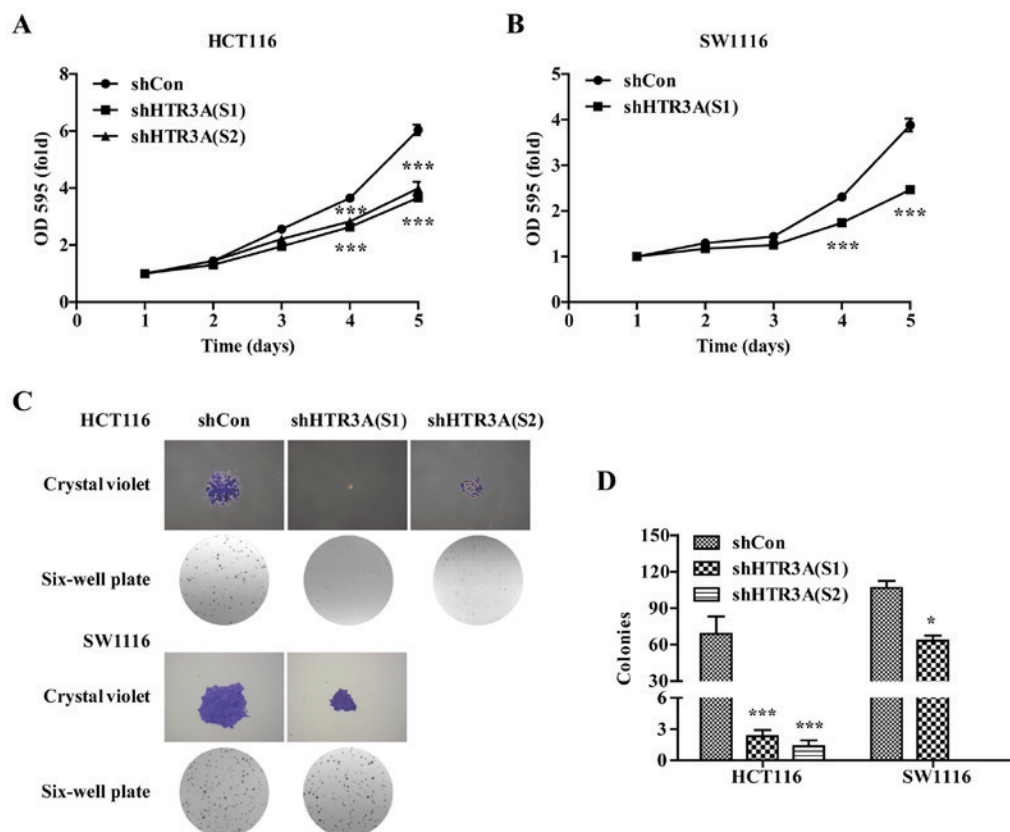 A
HCT116
shCon
shHTR3A(S1)
shHTR3A(S2)
OD 595 (fold)
8
6
4
2
0
***
***
***
***
0 1 2 3 4 5
Time (days)
B
SW1116
shCon
shHTR3A(S1)
OD 595 (fold)
5
4
3
2
1
0
***
***
0 1 2 3 4 5
Time (days)
C
HCT116 shCon shHTR3A(S1) shHTR3A(S2)
Crystal violet
Six-well plate
SW1116
Crystal violet
Six-well plate
D
shCon
shHTR3A(S1)
shHTR3A(S2)
Colonies
150
120
90
60
30
6
3
0
*** ***
*
HCT116 SW1116